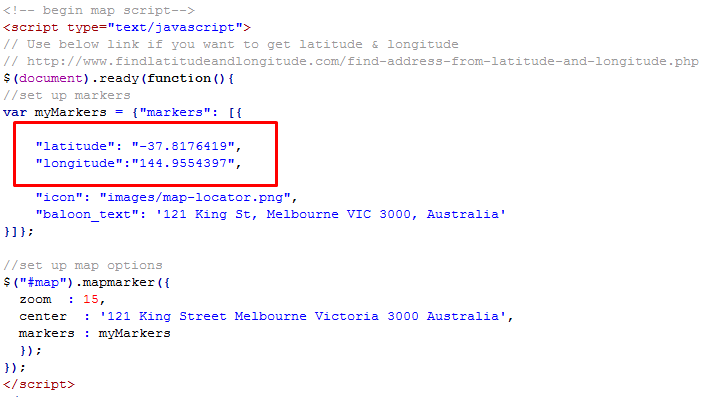 <!-- begin map script-->
<script type="text/javascript">
// Use below link if you want to get latitude & longitude
// http://www.findlatitudeandlongitude.com/find-address-from-latitude-and-longitude.php
$(document).ready(function(){
//set up markers
var myMarkers = {"markers": [{
"latitude": "-37.8176419",
"longitude":"144.9554397",
"icon": "images/map-locator.png",
"baloon_text": '121 King St, Melbourne VIC 3000, Australia'
}]};
//set up map options
$("#map").mapmarker({
zoom : 15,
center : '121 King Street Melbourne Victoria 3000 Australia',
markers : myMarkers
});
});
</script>